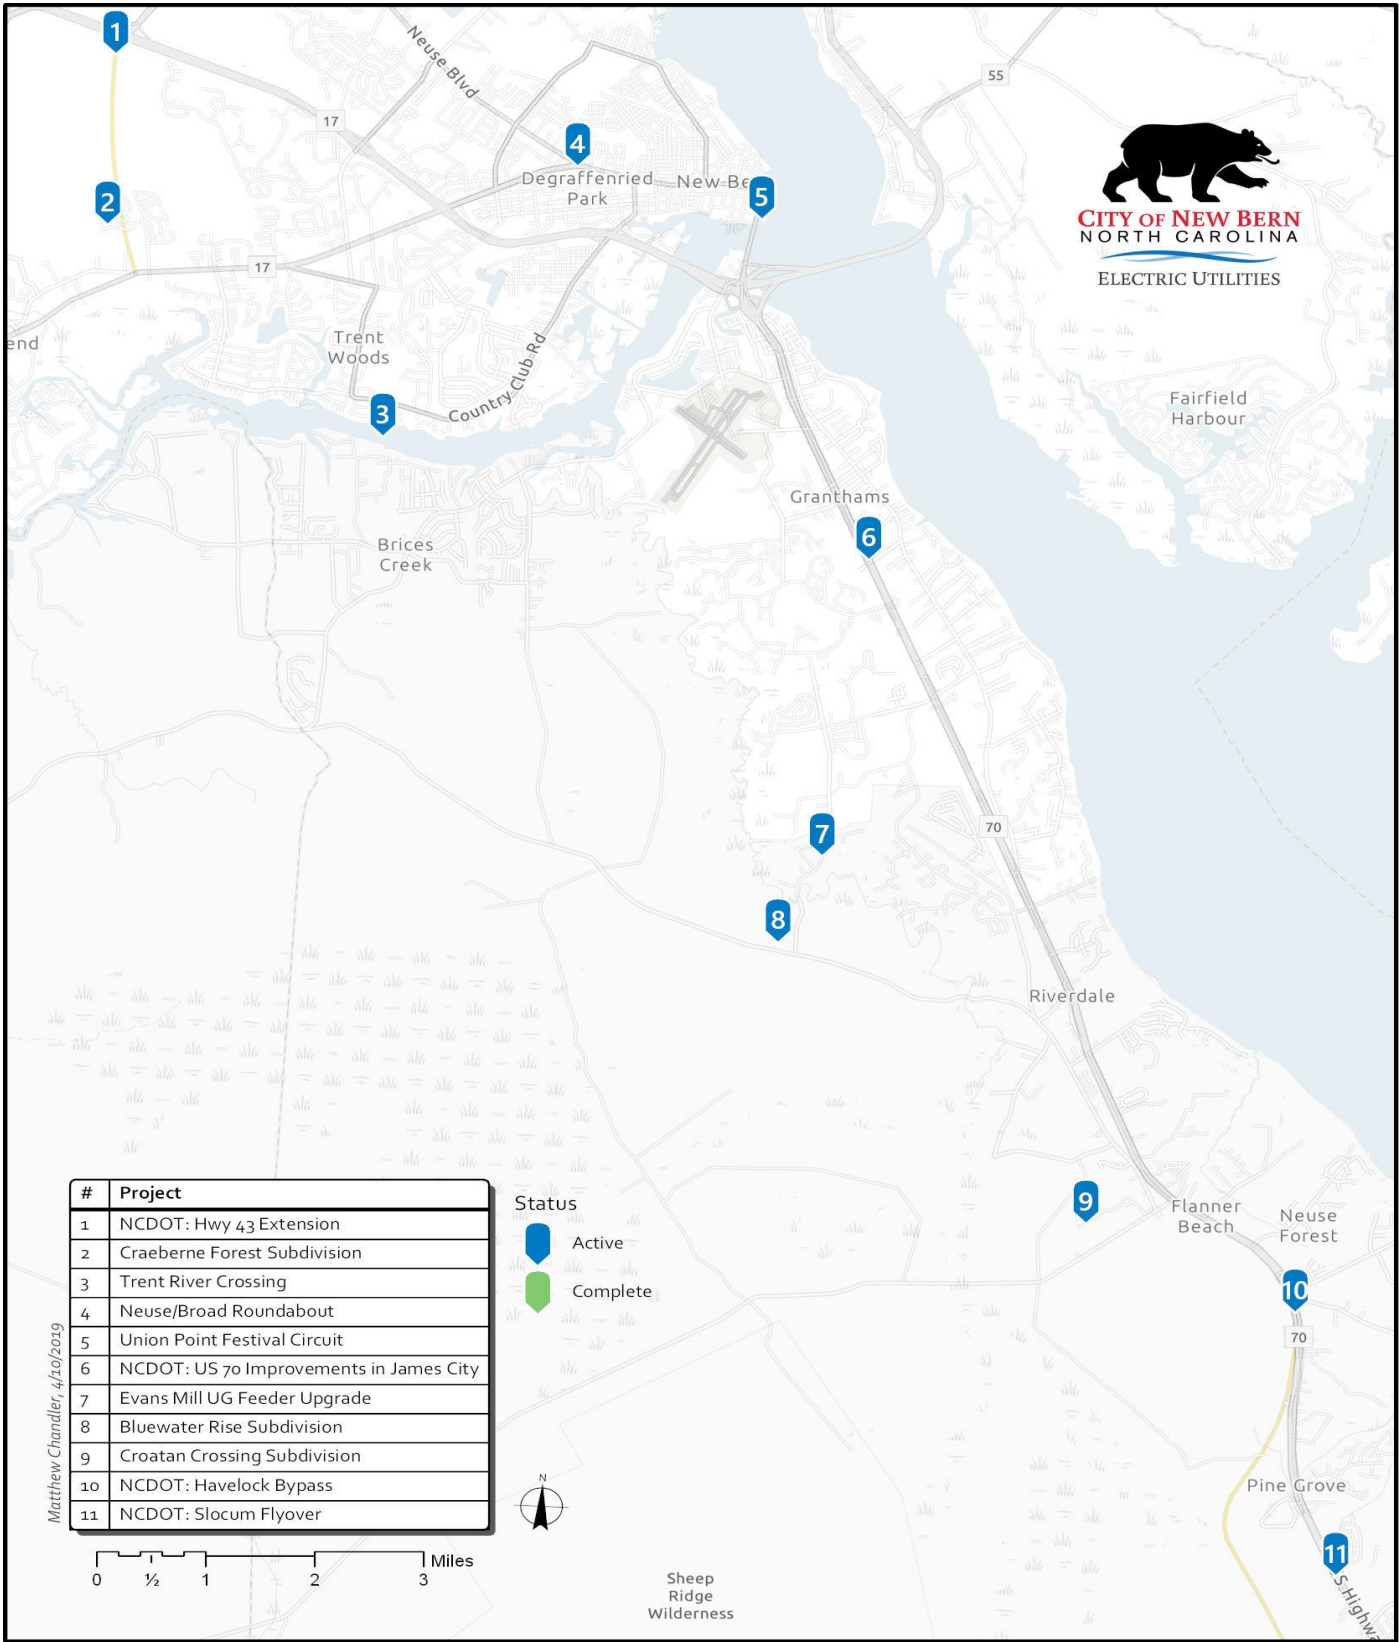 1
Neuse Blvd
55
17
4
Degraffenried
Park
New Be
5
2
CITY OF NEW BERN
NORTH CAROLINA
ELECTRIC UTILITIES
17
end
Trent
Woods
Country Club Rd
3
Fairfield
Harbour
Granthams
6
Brices
Creek
7
70
8
Riverdale
9
Flanner
Beach
Neuse
Forest
10
70
Pine Grove
11
S Highwa
Sheep
Ridge
Wilderness
# Project
1 NCDOT: Hwy 43 Extension
2 Craeberne Forest Subdivision
3 Trent River Crossing
4 Neuse/Broad Roundabout
5 Union Point Festival Circuit
6 NCDOT: US 70 Improvements in James City
7 Evans Mill UG Feeder Upgrade
8 Bluewater Rise Subdivision
9 Croatan Crossing Subdivision
10 NCDOT: Havelock Bypass
11 NCDOT: Slocum Flyover
Status
Active
Complete
N
Matthew Chandler, 4/10/2019
Miles
0 ½ 1 2 3